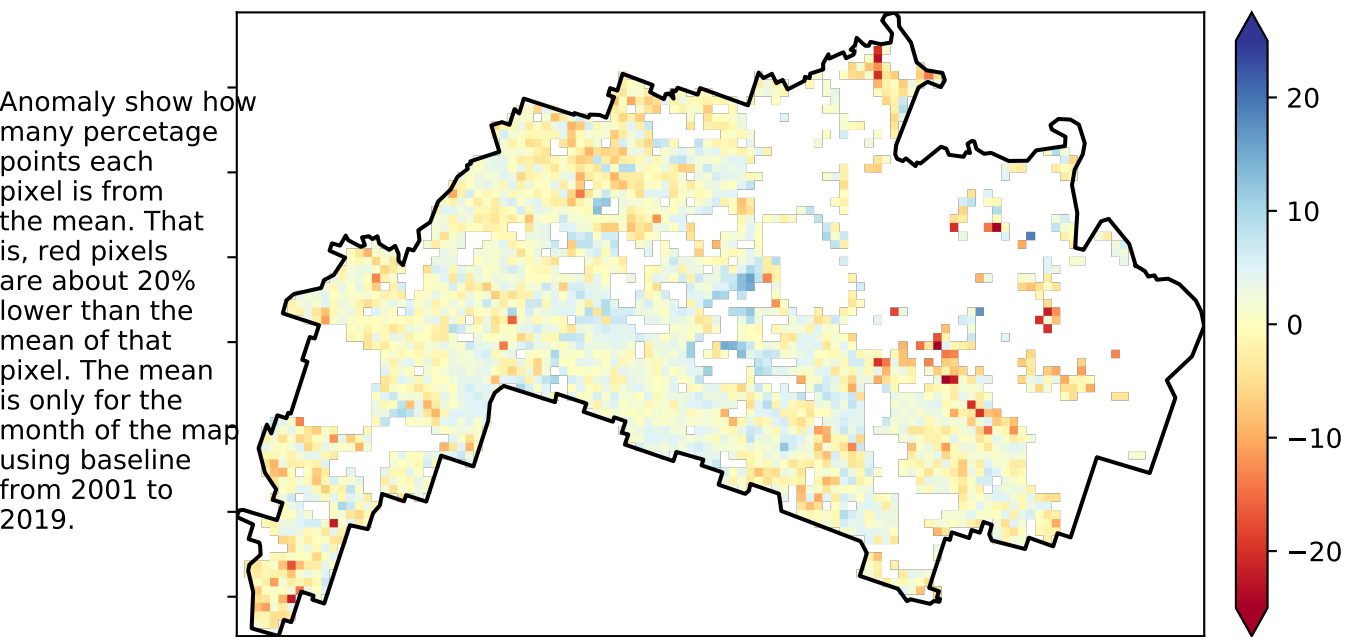 Anomaly show how
many percetage
points each
pixel is from
the mean. That
is, red pixels
are about 20%
lower than the
mean of that
pixel. The mean
is only for the
month of the map
using baseline
from 2001 to
2019.
20
10
0
−10
−20